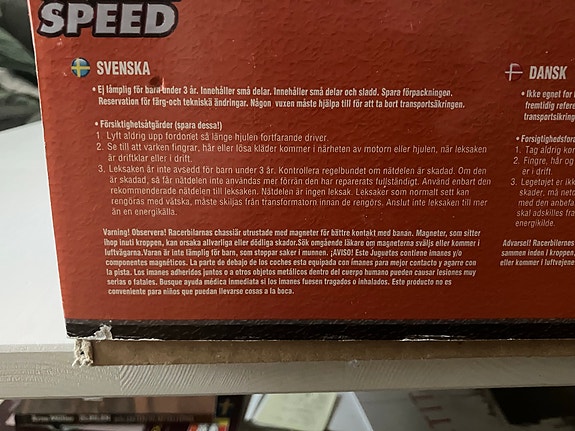 SPEED
SVENSKA
• Ej lämplig för barn under 3 år. Innehåller små delar. Innehåller små delar och sladd. Spara förpackningen.
Reservation för färg-och tekniska ändringar. Någon vuxen måste hjälpa till för att ta bort transportsäkringen.
• Försiktighetsåtgärder (spara dessa!)
1. Lyft aldrig upp fordonet så länge hjulen fortfarande driver.
2. Se till att varken fingrar, hår eller lösa kläder kommer i närheten av motorn eller hjulen, när leksaken
är driftklar eller i drift.
3. Leksaken är inte avsedd för barn under 3 år. Kontrollera regelbundet om nätdelen är skadad. Om den
är skadad, så får nätdelen inte användas mer förrän den har reparerats fullständigt. Använd enbart den
rekommenderade nätdelen till leksaken. Nätdelen är ingen leksak. Leksaker som normalt sett kan
rengöras med vätska, måste skiljas från transformatorn innan de rengörs. Anslut inte leksaken till mer
än en energikälla.
Varning! Observera! Racerbilarnas chassiär utrustade med magneter för bättre kontakt med banan. Magneter, som sitter
ihop inuti kroppen, kan orsaka allvarliga eller dödliga skador.Sök omgående läkare om magneterna sväljs eller kommer i
luftvägarna.Varan är inte lämplig för barn, som stoppar saker i munnen. ¡AVISO! Este Juguetes contiene imanes y/o
componentes magnéticos. La parte de debajo de los coches esta equipada con imanes para mejor contacto y agarre con
la pista. Los imanes adheridos juntos o a otros objetos metálicos dentro del cuerpo humano pueden causar lesiones muy
serias o fatales. Busque ayuda médica inmediata si los Imanes fuesen tragados o inhalados. Este producto no es
conveniente para niños que puedan llevarse cosas a la boca.
DANSK
• Ikke egnet for
fremtidig refere
transportsikrin
• Forsigtighedsfora
1. Tag aldrig kør
2. Fingre, hår og
er i drift.
3. Legetøjet er ikk
skader, må nets
med den anbefa
skal adskilles fra
energikilde.
Advarsel! Racerbilernes
sammen inden i kroppen,
eller kommer i luftvejene